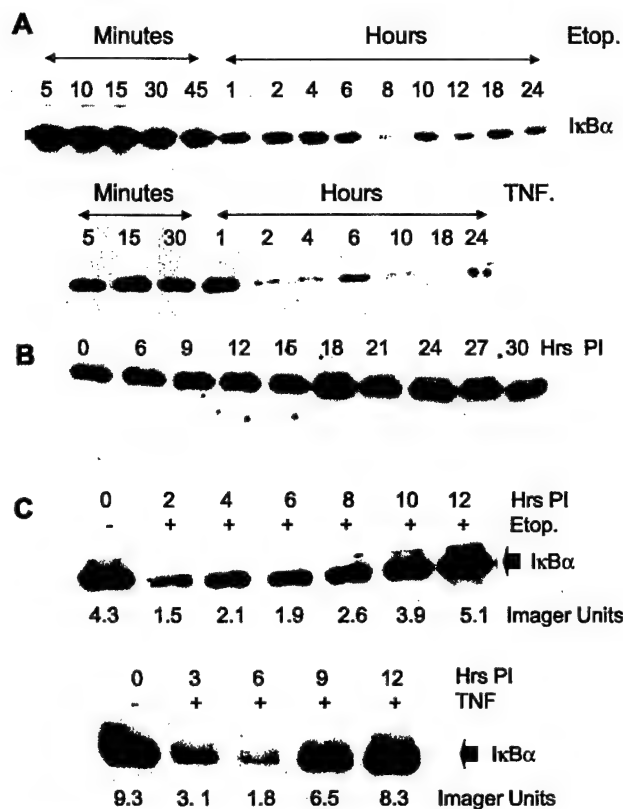 A
Minutes Hours Etop.
5 10 15 30 45 1 2 4 6 8 10 12 18 24
IκBα
Minutes Hours TNF.
5 15 30 1 2 4 6 10 18 24
B
0 6 9 12 16 18 21 24 27 30 Hrs PI
C
0 2 4 6 8 10 12 Hrs PI
- + + + + + + Etop.
IκBα
4.3 1.5 2.1 1.9 2.6 3.9 5.1 Imager Units
0 3 6 9 12 Hrs PI
- + + + + TNF
IκBα
9.3 3.1 1.8 6.5 8.3 Imager Units